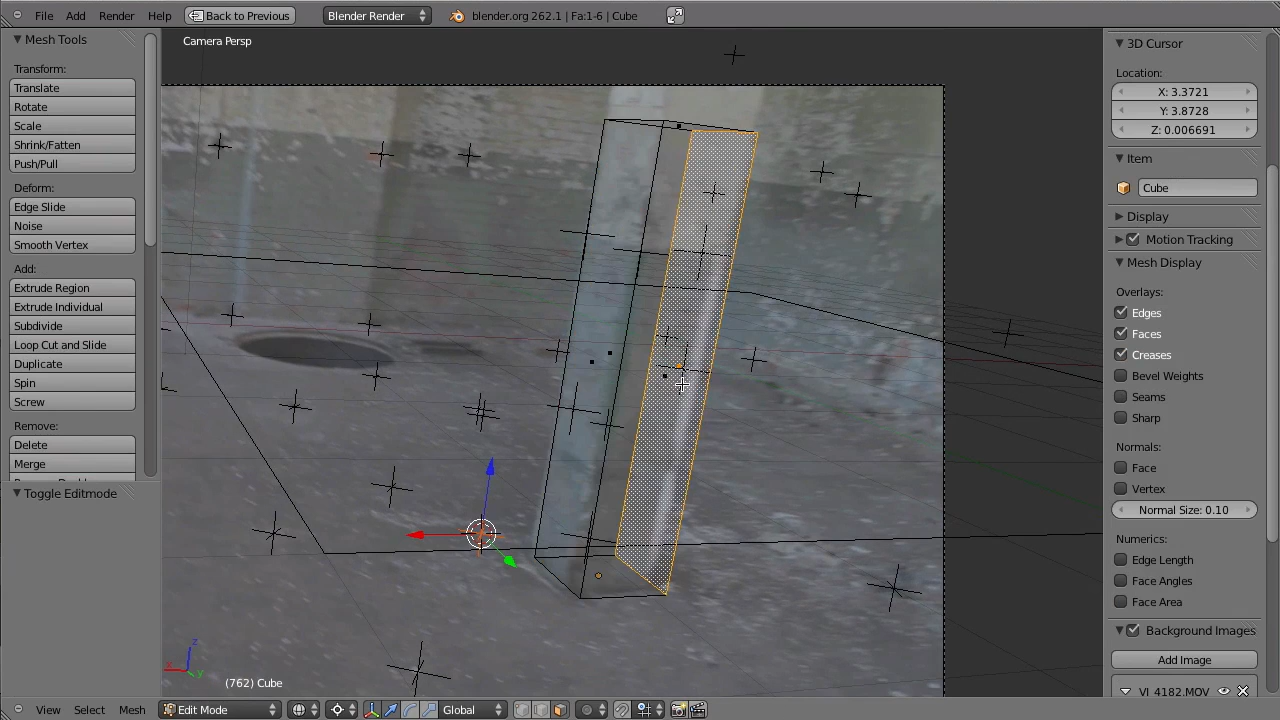 File Add Render Help Back to Previous Blender Render blender.org 262.1 | Fa:1-6 | Cube
Mesh Tools
Transform:
Translate
Rotate
Scale
Shrink/Fatten
Push/Pull
Deform:
Edge Slide
Noise
Smooth Vertex
Add:
Extrude Region
Extrude Individual
Subdivide
Loop Cut and Slide
Duplicate
Spin
Screw
Remove:
Delete
Merge
Toggle Editmode
Camera Persp
z
x
y
(762) Cube
3D Cursor
Location:
X: 3.3721
Y: 3.8728
Z: 0.006691
Item
Cube
Display
Motion Tracking
Mesh Display
Overlays:
Edges
Faces
Creases
Bevel Weights
Seams
Sharp
Normals:
Face
Vertex
Normal Size: 0.10
Numerics:
Edge Length
Face Angles
Face Area
Background Images
Add Image
VI_4182.MOV
View Select Mesh Edit Mode Global